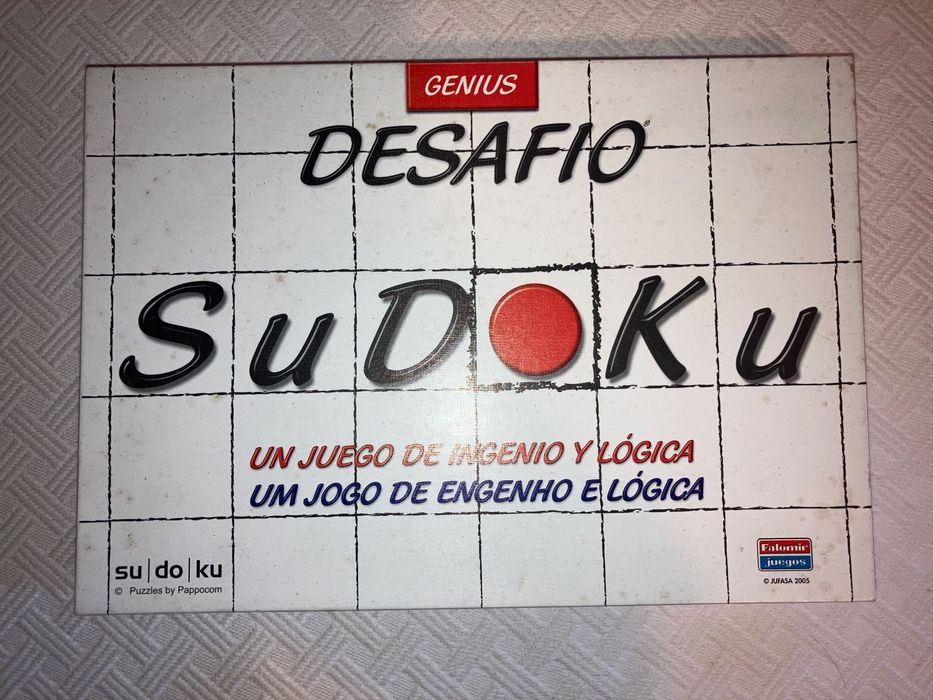 GENIUS
DESAFIO®
SuDoKu
UN JUEGO DE INGENIO Y LÓGICA
UM JOGO DE ENGENHO E LÓGICA
su|do|ku
© Puzzles by Pappocom
Falomir
juegos
© JUFASA 2005